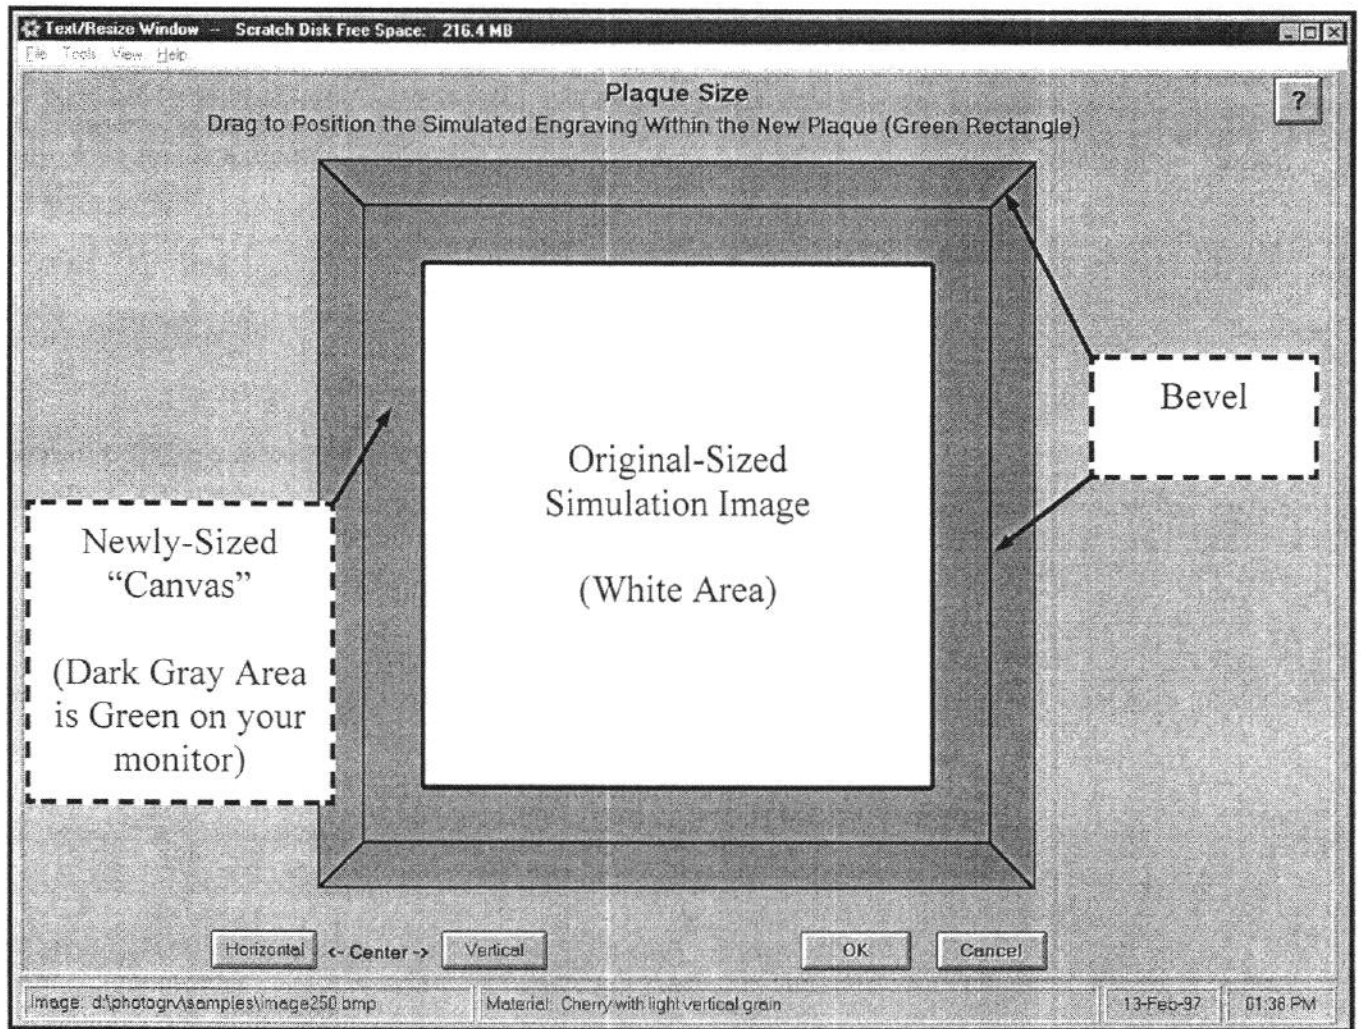 Text/Resize Window -- Scratch Disk Free Space: 216.4 MB
File Tools View Help
Plaque Size
?
Drag to Position the Simulated Engraving Within the New Plaque (Green Rectangle)
Bevel
Original-Sized
Simulation Image
(White Area)
Newly-Sized
“Canvas”
(Dark Gray Area
is Green on your
monitor)
Horizontal <- Center -> Vertical OK Cancel
Image: d:\photogrv\samples\image250.bmp Material: Cherry with light vertical grain 13-Feb-97 01:36 PM